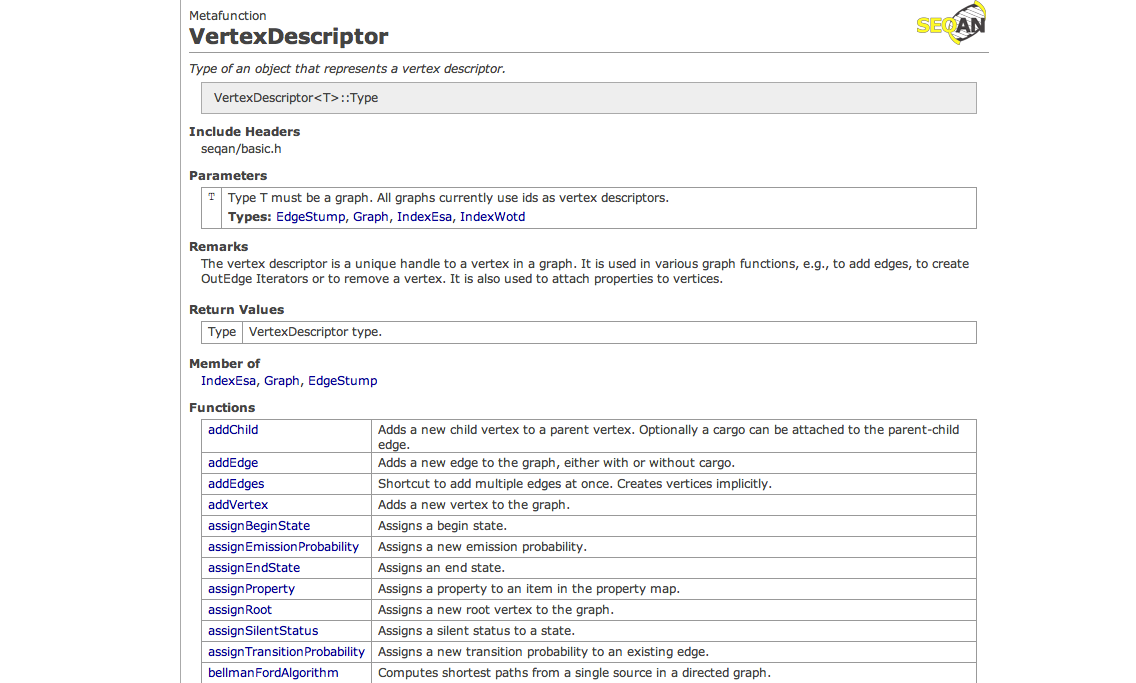 Metafunction
SEQAN
VertexDescriptor
Type of an object that represents a vertex descriptor.
VertexDescriptor<T>::Type
Include Headers
seqan/basic.h
Parameters
T Type T must be a graph. All graphs currently use ids as vertex descriptors.
Types: EdgeStump, Graph, IndexEsa, IndexWotd
Remarks
The vertex descriptor is a unique handle to a vertex in a graph. It is used in various graph functions, e.g., to add edges, to create
OutEdge Iterators or to remove a vertex. It is also used to attach properties to vertices.
Return Values
Type VertexDescriptor type.
Member of
IndexEsa, Graph, EdgeStump
Functions
addChild Adds a new child vertex to a parent vertex. Optionally a cargo can be attached to the parent-child
edge.
addEdge Adds a new edge to the graph, either with or without cargo.
addEdges Shortcut to add multiple edges at once. Creates vertices implicitly.
addVertex Adds a new vertex to the graph.
assignBeginState Assigns a begin state.
assignEmissionProbability Assigns a new emission probability.
assignEndState Assigns an end state.
assignProperty Assigns a property to an item in the property map.
assignRoot Assigns a new root vertex to the graph.
assignSilentStatus Assigns a silent status to a state.
assignTransitionProbability Assigns a new transition probability to an existing edge.
bellmanFordAlgorithm Computes shortest paths from a single source in a directed graph.